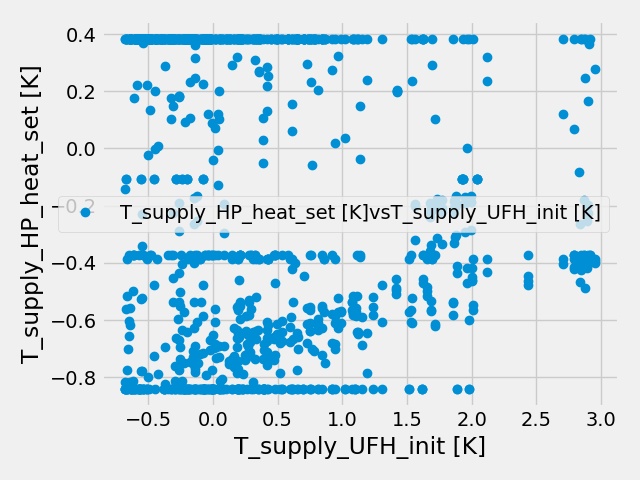 T_supply_HP_heat_set [K]
0.4
0.2
0.0
−0.2
−0.4
−0.6
−0.8
T_supply_HP_heat_set [K]vsT_supply_UFH_init [K]
−0.5 0.0 0.5 1.0 1.5 2.0 2.5 3.0
T_supply_UFH_init [K]